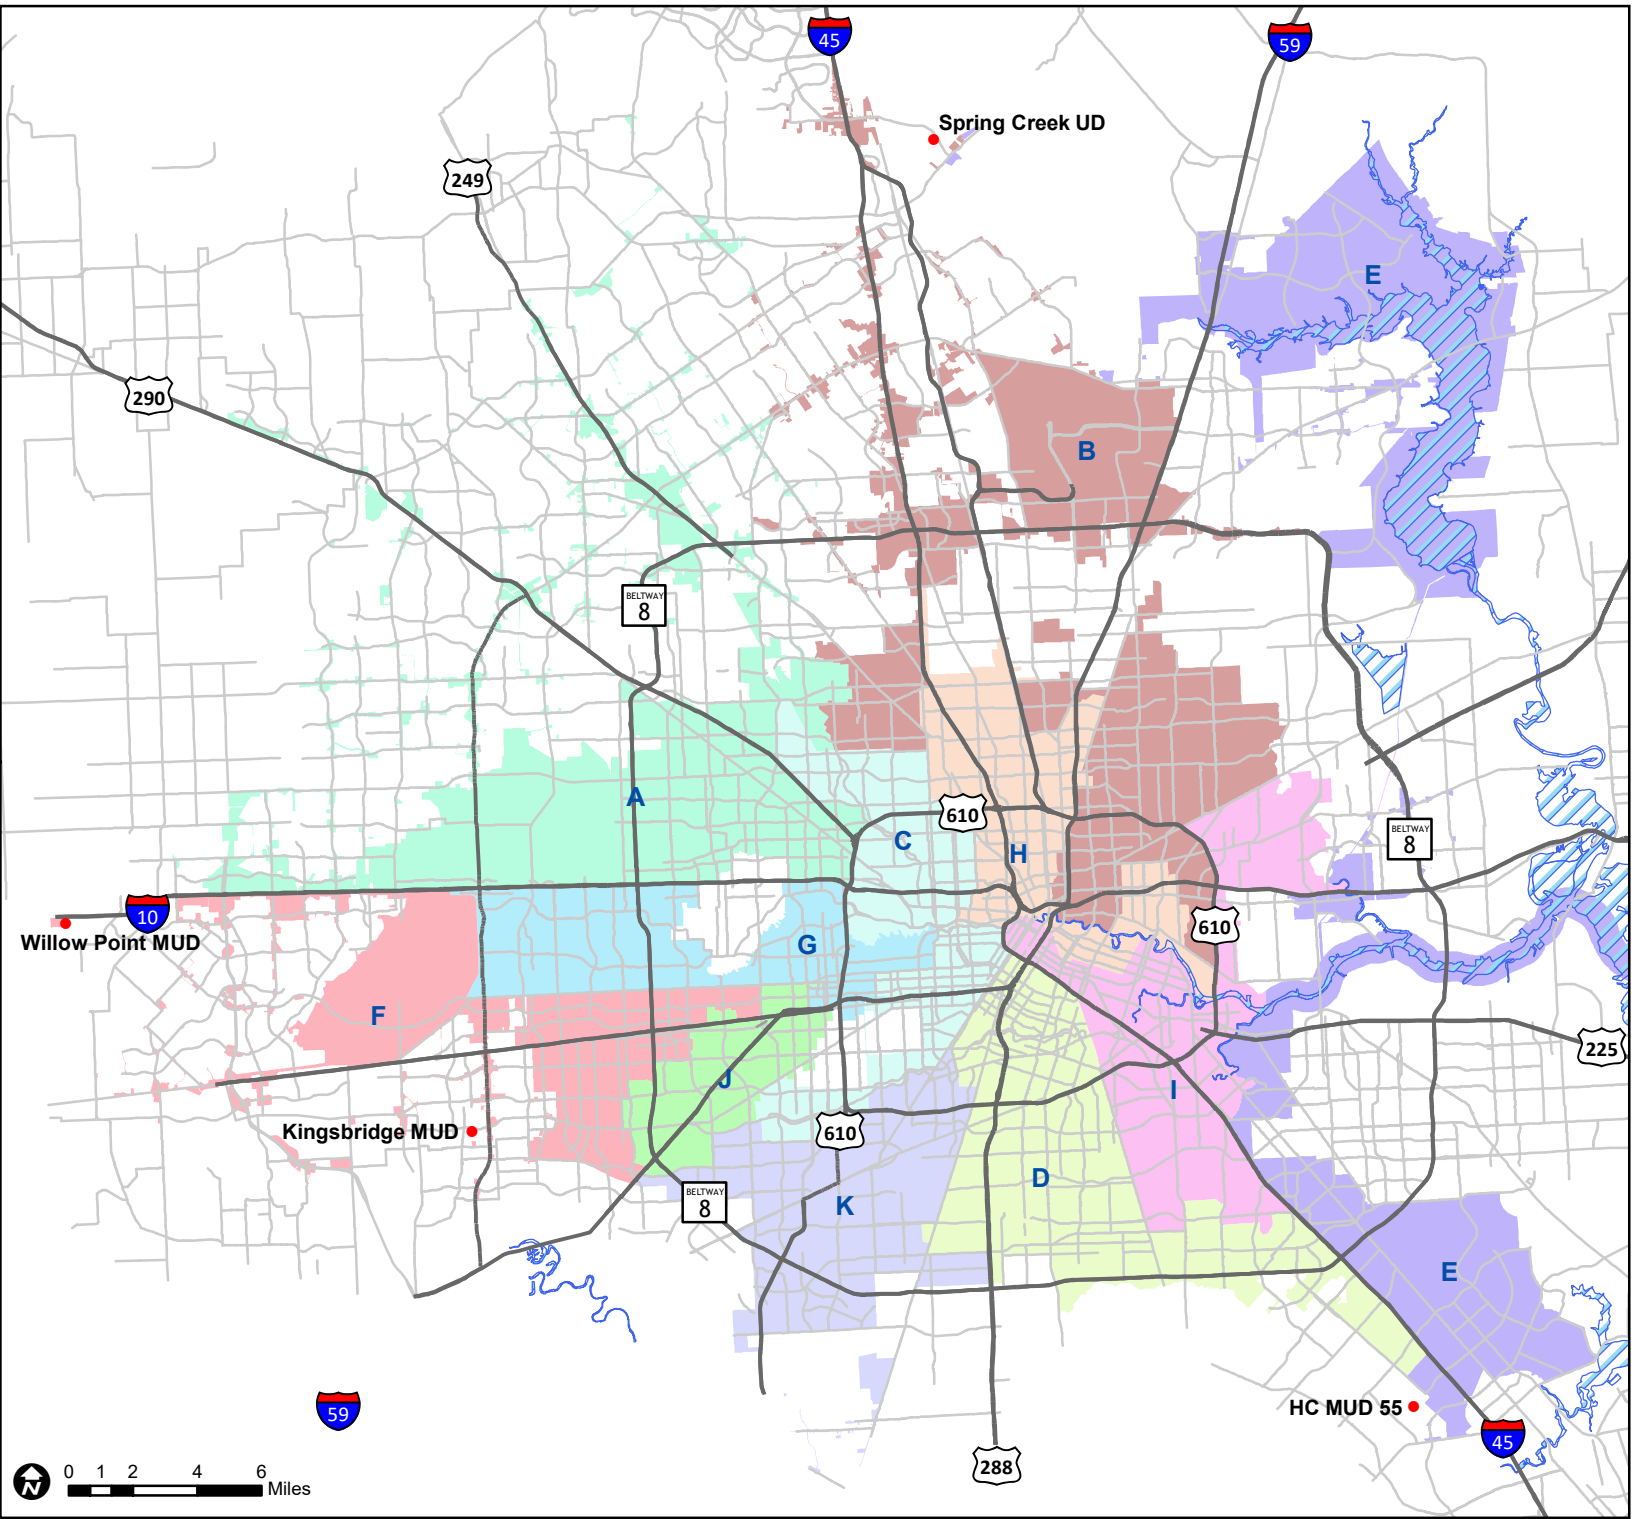 45
59
Spring Creek UD
249
E
290
B
BELTWAY
8
A
610
C
H
BELTWAY
8
10
Willow Point MUD
610
G
F
225
J
I
Kingsbridge MUD
610
D
BELTWAY
8
K
E
59
HC MUD 55
45
288
N
0 1 2 4 6
Miles